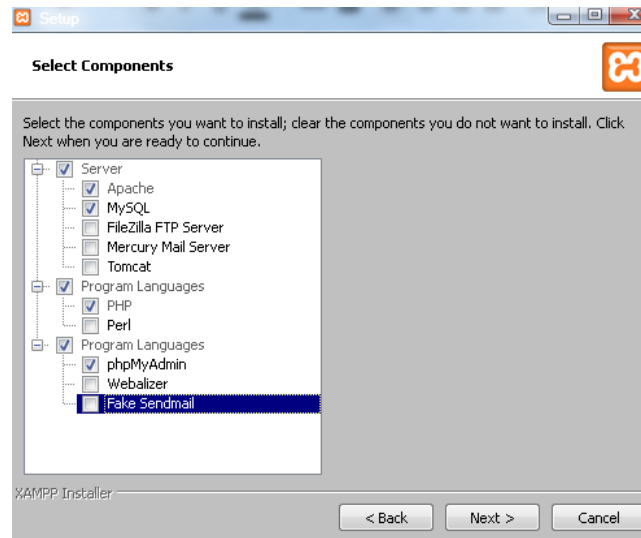 Setup
Select Components
Select the components you want to install; clear the components you do not want to install. Click
Next when you are ready to continue.
Server
Apache
MySQL
FileZilla FTP Server
Mercury Mail Server
Tomcat
Program Languages
PHP
Perl
Program Languages
phpMyAdmin
Webalizer
Fake Sendmail
XAMPP Installer
< Back Next > Cancel